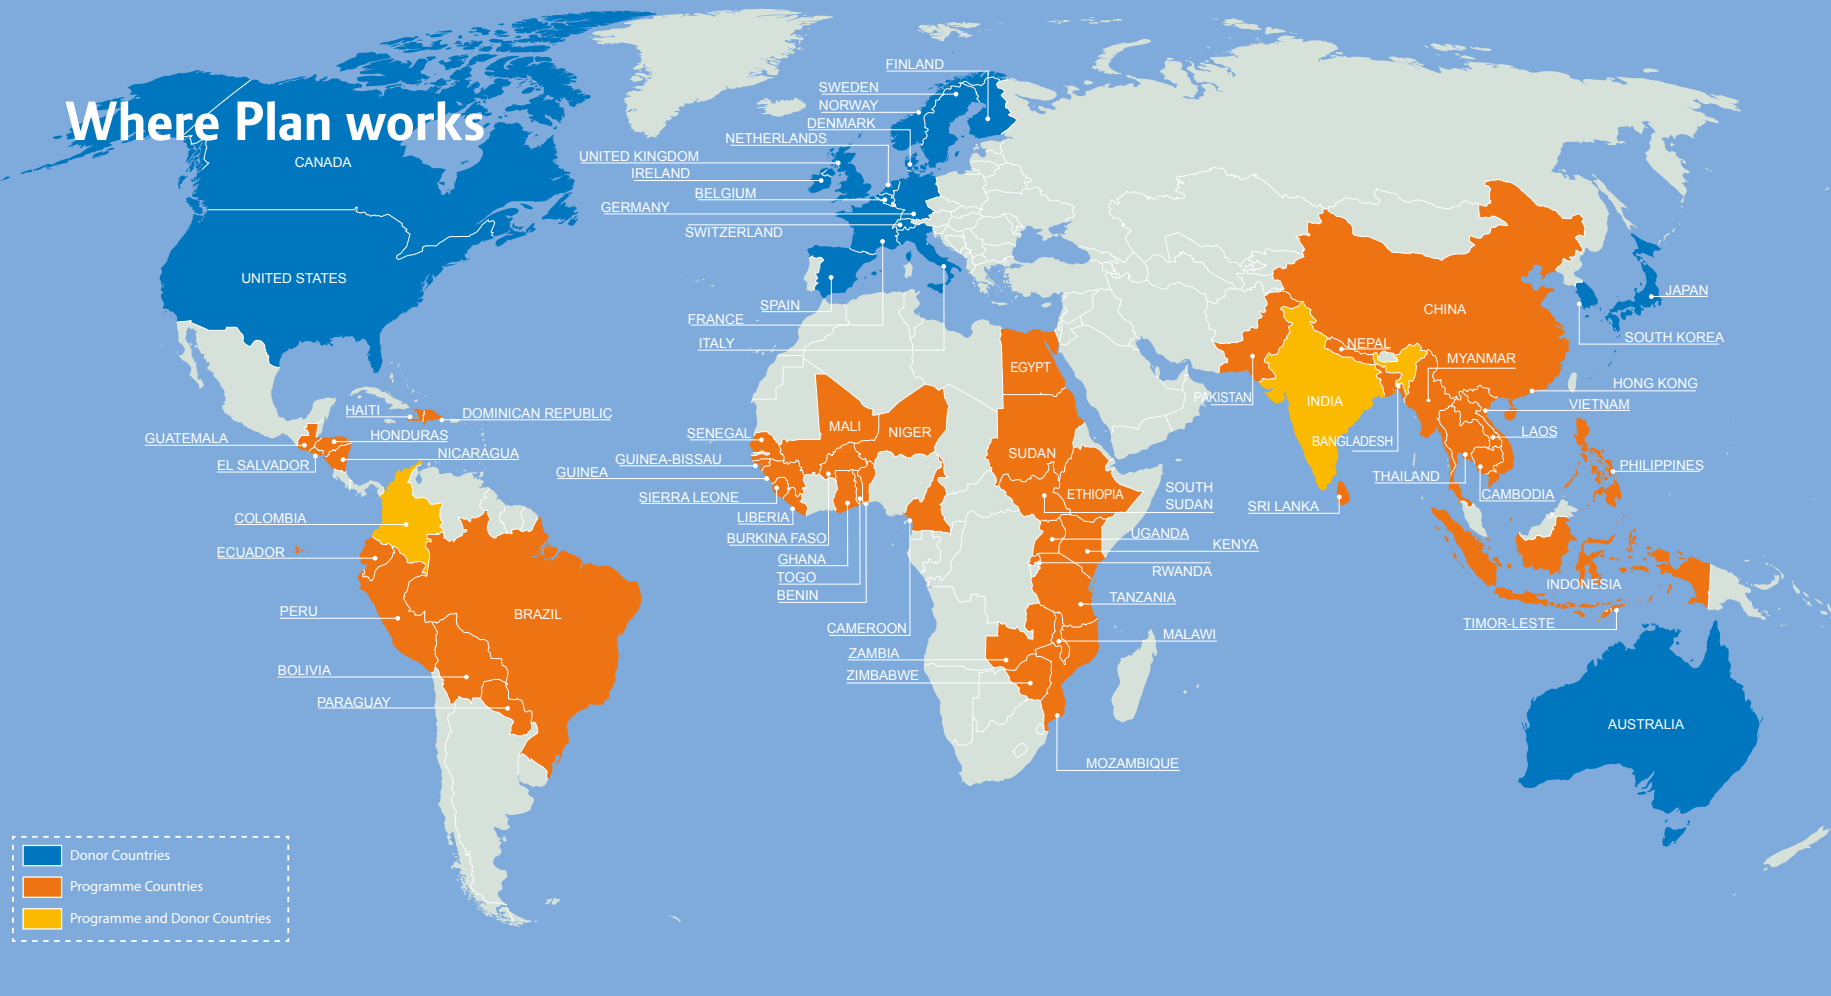 Where Plan works
CANADA
UNITED STATES
FINLAND
SWEDEN
NORWAY
DENMARK
NETHERLANDS
UNITED KINGDOM
IRELAND
BELGIUM
GERMANY
SWITZERLAND
SPAIN
FRANCE
ITALY
HAITI
DOMINICAN REPUBLIC
GUATEMALA
HONDURAS
NICARAGUA
EL SALVADOR
COLOMBIA
ECUADOR
PERU
BRAZIL
BOLIVIA
PARAGUAY
EGYPT
MALI
NIGER
SENEGAL
SUDAN
GUINEA-BISSAU
GUINEA
SIERRA LEONE
LIBERIA
BURKINA FASO
GHANA
TOGO
BENIN
CAMEROON
ETHIOPIA
SOUTH
SUDAN
UGANDA
KENYA
RWANDA
TANZANIA
MALAWI
ZAMBIA
ZIMBABWE
MOZAMBIQUE
CHINA
JAPAN
SOUTH KOREA
NEPAL
MYANMAR
HONG KONG
PAKISTAN
INDIA
VIETNAM
BANGLADESH
LAOS
PHILIPPINES
THAILAND
CAMBODIA
SRI LANKA
INDONESIA
TIMOR-LESTE
AUSTRALIA
Donor Countries
Programme Countries
Programme and Donor Countries